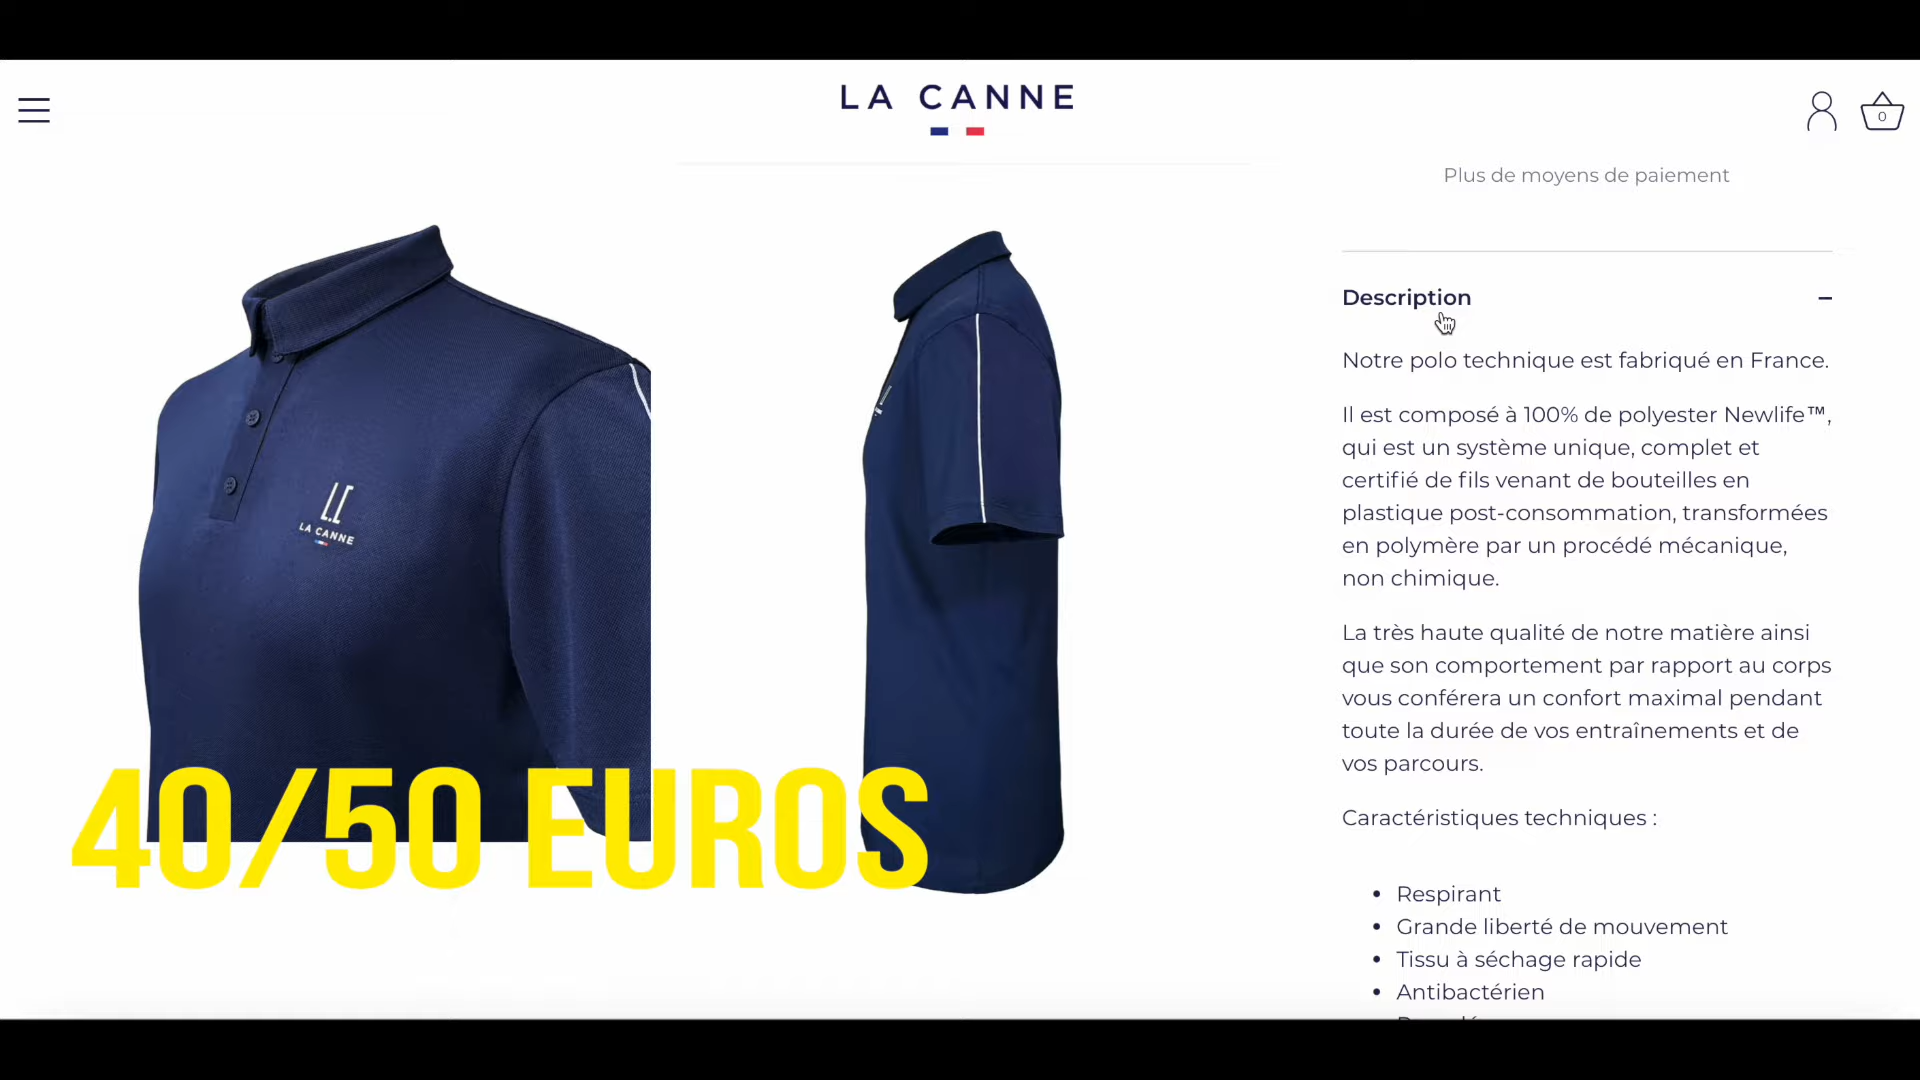 LA CANNE
0
Plus de moyens de paiement
Description
Notre polo technique est fabriqué en France.
Il est composé à 100% de polyester Newlife™,
qui est un système unique, complet et
certifié de fils venant de bouteilles en
plastique post-consommation, transformées
en polymère par un procédé mécanique,
non chimique.
La très haute qualité de notre matière ainsi
que son comportement par rapport au corps
vous conférera un confort maximal pendant
toute la durée de vos entraînements et de
vos parcours.
Caractéristiques techniques :
• Respirant
• Grande liberté de mouvement
• Tissu à séchage rapide
• Antibactérien
LA CANNE
40/50 EUROS